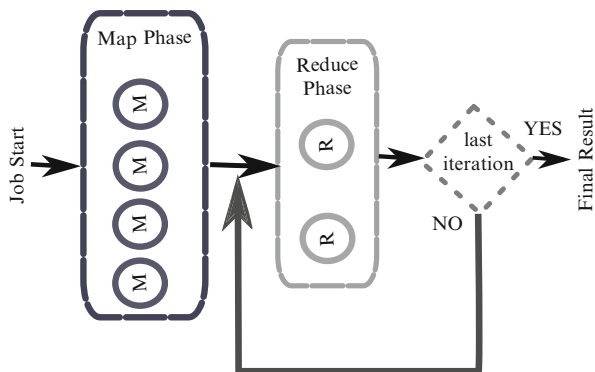 Job Start
Map Phase
M
M
M
M
Reduce
Phase
R
R
last
iteration
YES
NO
Final Result